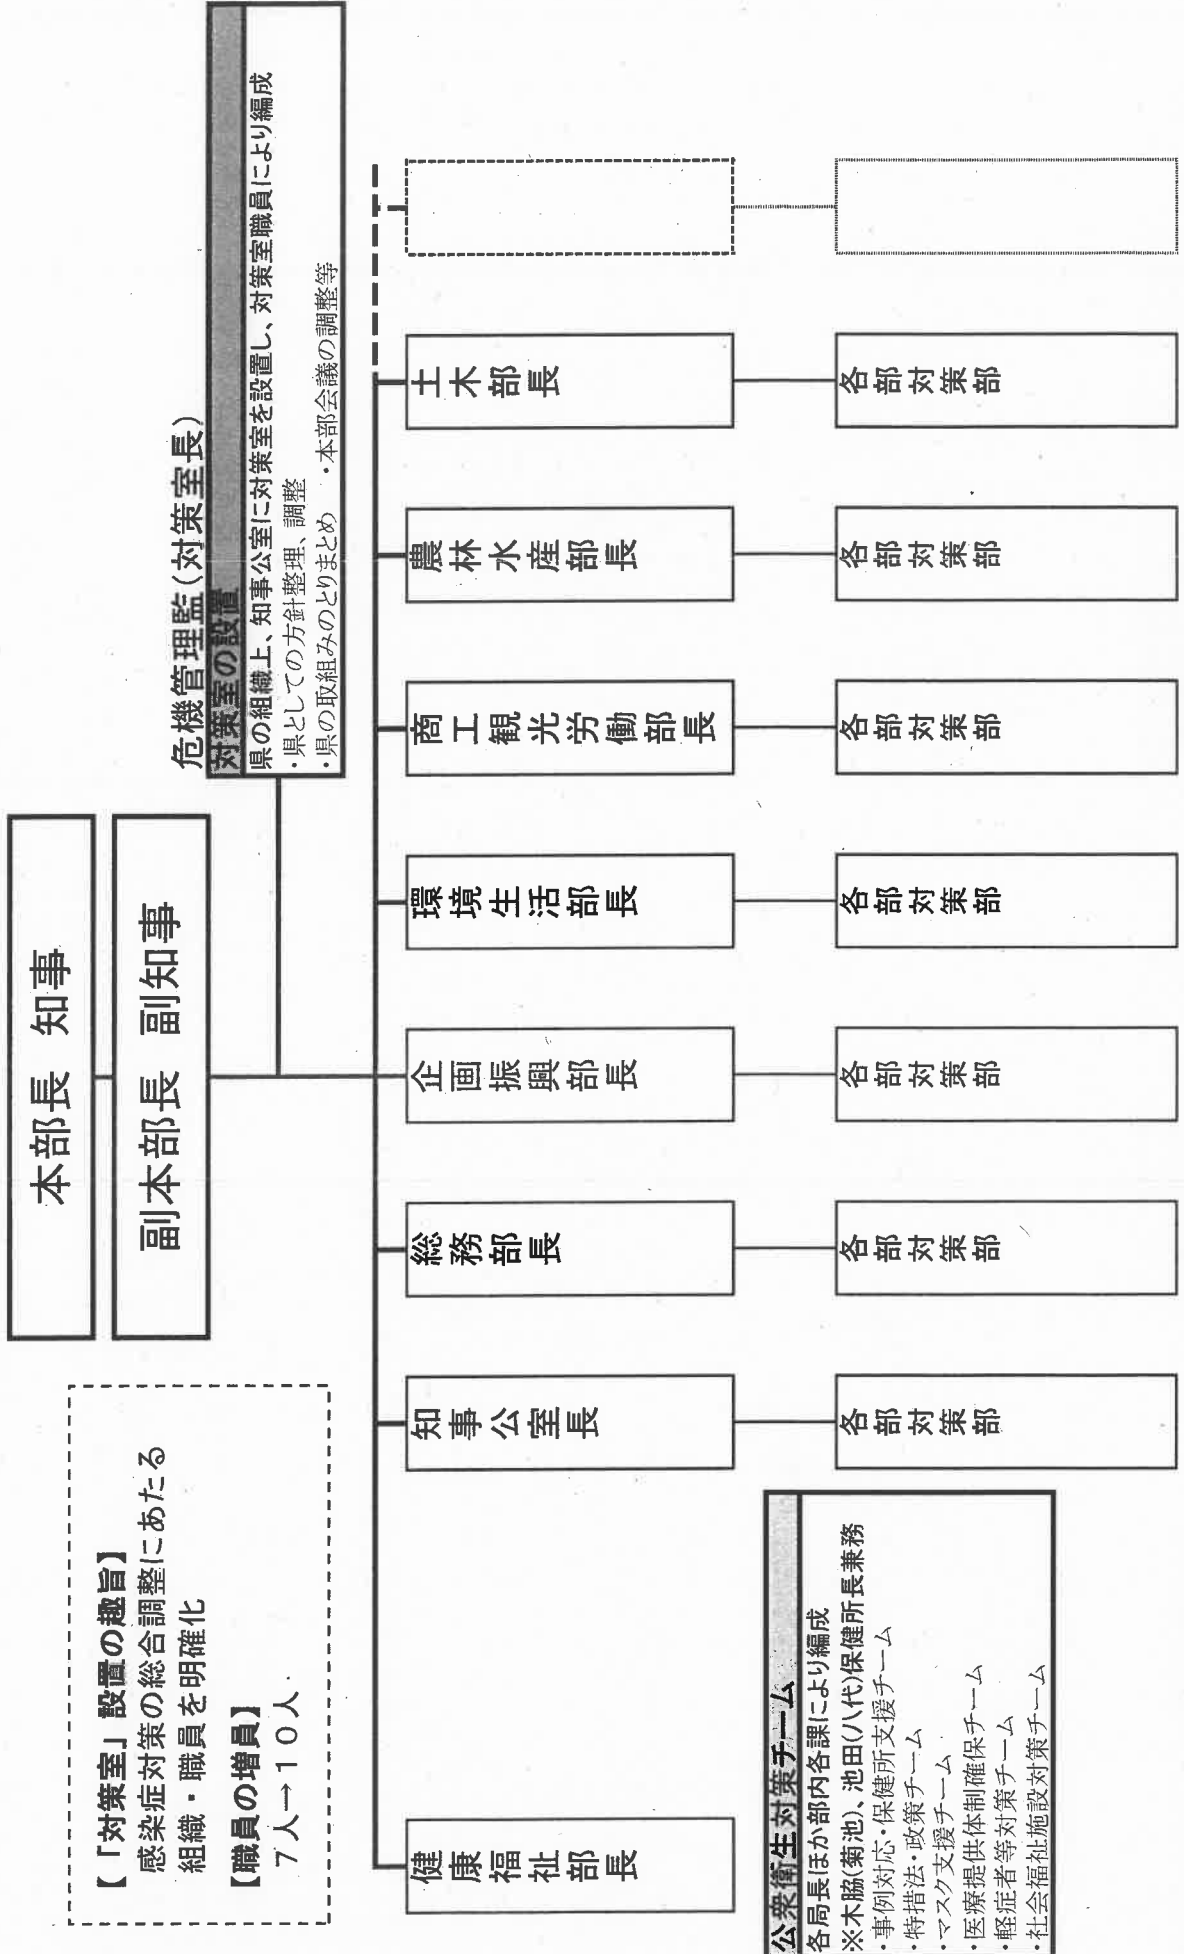 本部長　知事
副本部長　副知事
【「対策室」設置の趣旨】
感染症対策の総合調整にあたる
組織・職員を明確化
【職員の増員】
７人→１０人
危機管理監(対策室長)
対策室の設置
県の組織上、知事公室に対策室を設置し、対策室職員により編成
・県としての方針整理、調整
・県の取組みのとりまとめ　・本部会議の調整等
健康福祉部長
知事公室長
総務部長
企画振興部長
環境生活部長
商工観光労働部長
農林水産部長
土木部長
公衆衛生対策チーム
各局長ほか部内各課により編成
※木脇(菊池)、池田(八代)保健所長兼務
・事例対応・保健所支援チーム
・特措法・政策チーム
・マスク支援チーム
・医療提供体制確保チーム
・軽症者等対策チーム
・社会福祉施設対策チーム
各部対策部
各部対策部
各部対策部
各部対策部
各部対策部
各部対策部
各部対策部